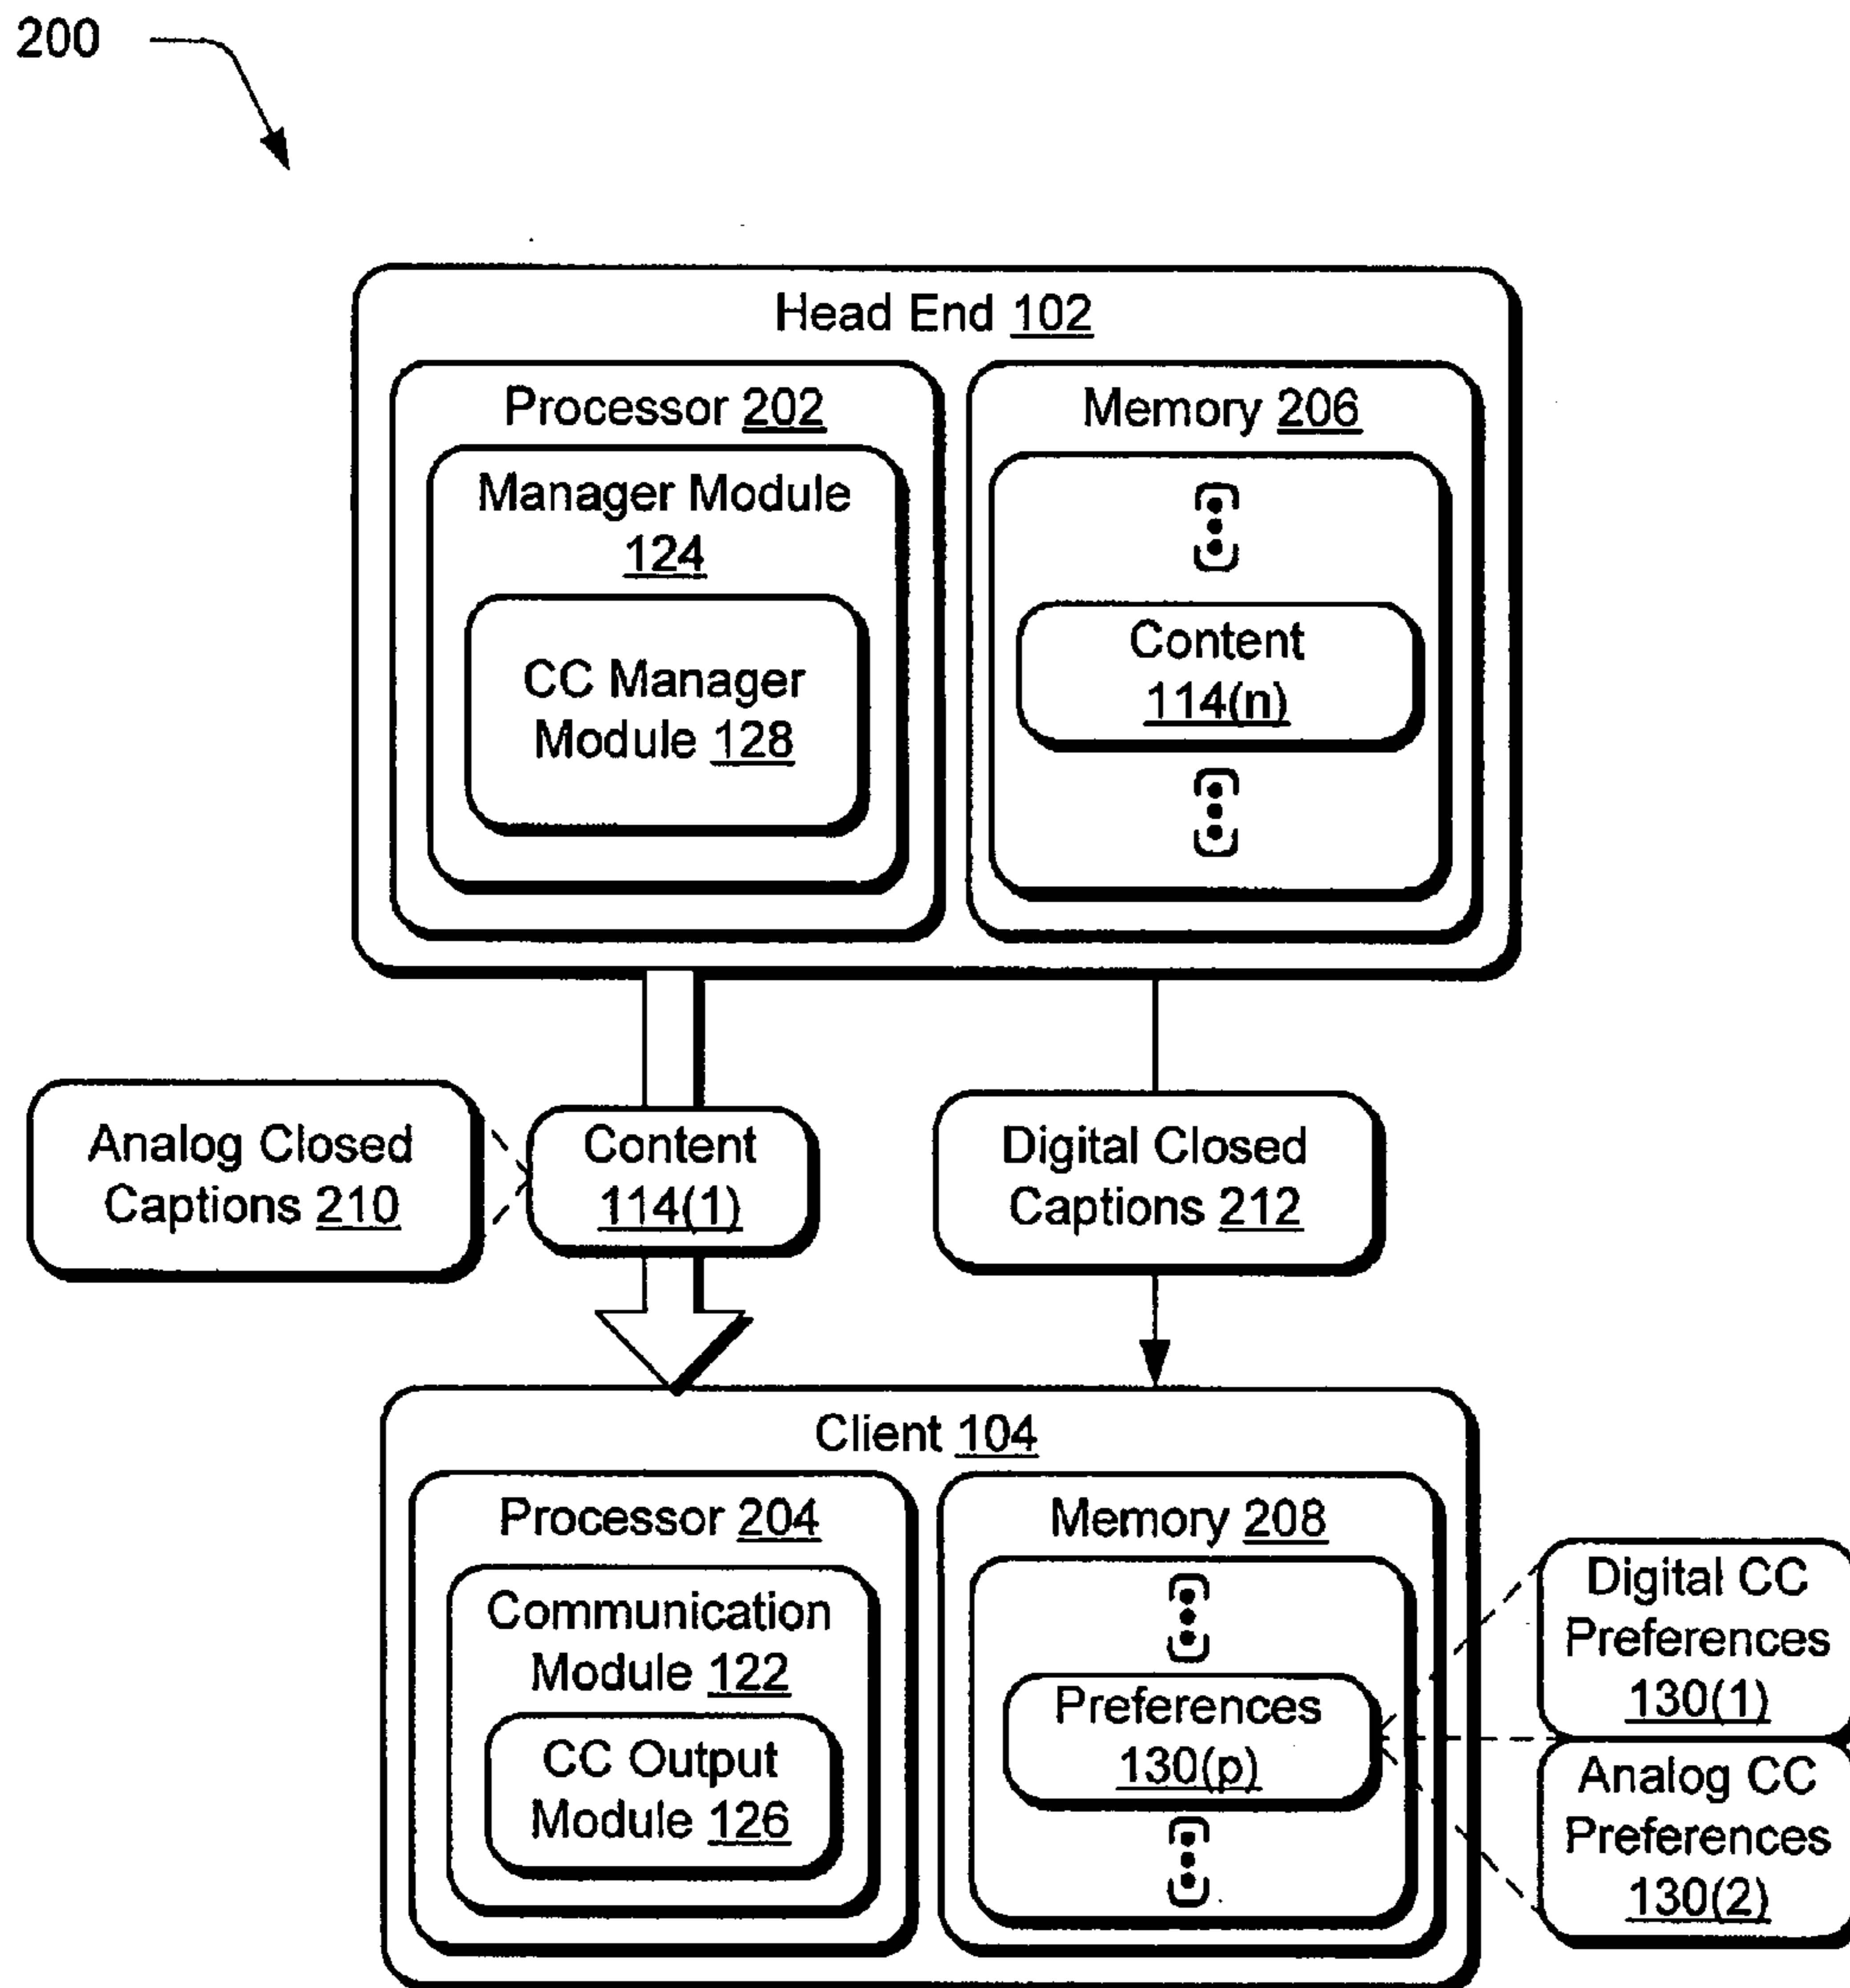 200
Head End 102
Processor 202
Manager Module
124
CC Manager
Module 128
Memory 206
Content
114(n)
Analog Closed
Captions 210
Content
114(1)
Digital Closed
Captions 212
Client 104
Processor 204
Communication
Module 122
CC Output
Module 126
Memory 208
Preferences
130(p)
Digital CC
Preferences
130(1)
Analog CC
Preferences
130(2)